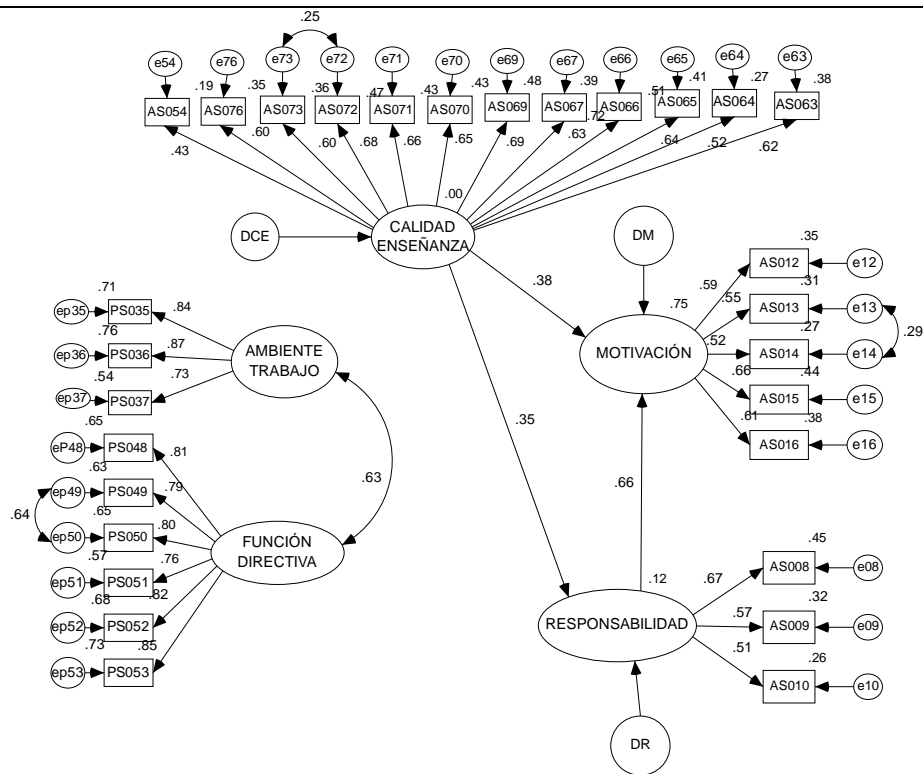 .25
e54 e76 e73 e72 e71 e70 e69 e67 e66 e65 e64 e63
.19 .35 .36 .47 .43 .43 .48 .39 .51 .41 .27 .38
AS054 AS076 AS073 AS072 AS071 AS070 AS069 AS067 AS066 AS065 AS064 AS063
.43 .60 .60 .68 .66 .65 .69 .63 .72 .64 .52 .62
.00
DCE
CALIDAD
ENSEÑANZA
DM
.38
.35
.75
MOTIVACIÓN
.35
.59 AS012 e12
.31
.55 AS013 e13
.27
.52 AS014 e14
.29
.44
.66 AS015 e15
.38
.61 AS016 e16
.71
ep35 PS035 .84
.76
ep36 PS036 .87
.54
ep37 PS037 .73
AMBIENTE
TRABAJO
.63
.65
eP48 PS048 .81
.63
ep49 PS049 .79
.64
.65
ep50 PS050 .80
.57
ep51 PS051 .76
.68
ep52 PS052 .82
.73
ep53 PS053 .85
FUNCIÓN
DIRECTIVA
.66
.12
RESPONSABILIDAD
.45
.67 AS008 e08
.32
.57 AS009 e09
.26
.51 AS010 e10
DR